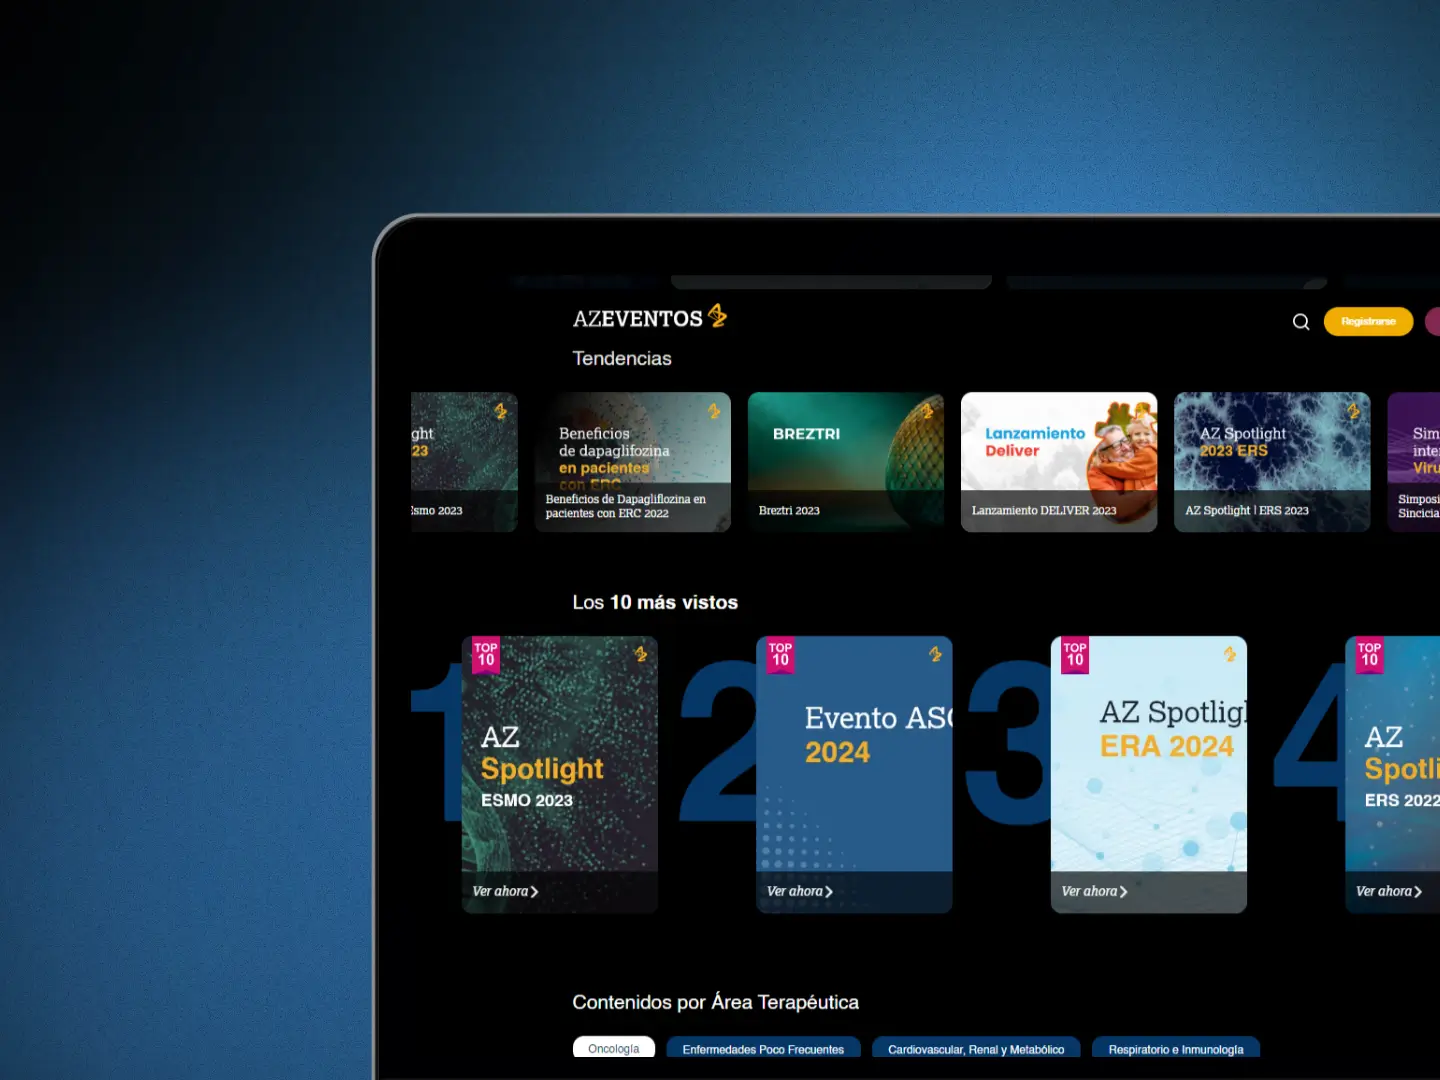 AZEVENTOS
Registrarse
Tendencias
ght
23
Esmo 2023
Beneficios
de dapaglifozina
en pacientes
con ERC
Beneficios de Dapagliflozina en
pacientes con ERC 2022
BREZTRI
Breztri 2023
Lanzamiento
Deliver
Lanzamiento DELIVER 2023
AZ Spotlight
2023 ERS
AZ Spotlight | ERS 2023
Sim
inte
Viru
Simposi
Sincicia
Los 10 más vistos
1
TOP
10
AZ
Spotlight
ESMO 2023
Ver ahora
2
TOP
10
Evento ASC
2024
Ver ahora
3
TOP
10
AZ Spotligh
ERA 2024
Ver ahora
4
TOP
10
AZ
Spotli
ERS 2022
Ver ahora
Contenidos por Área Terapéutica
Oncología
Enfermedades Poco Frecuentes
Cardiovascular, Renal y Metabólico
Respiratorio e Inmunología